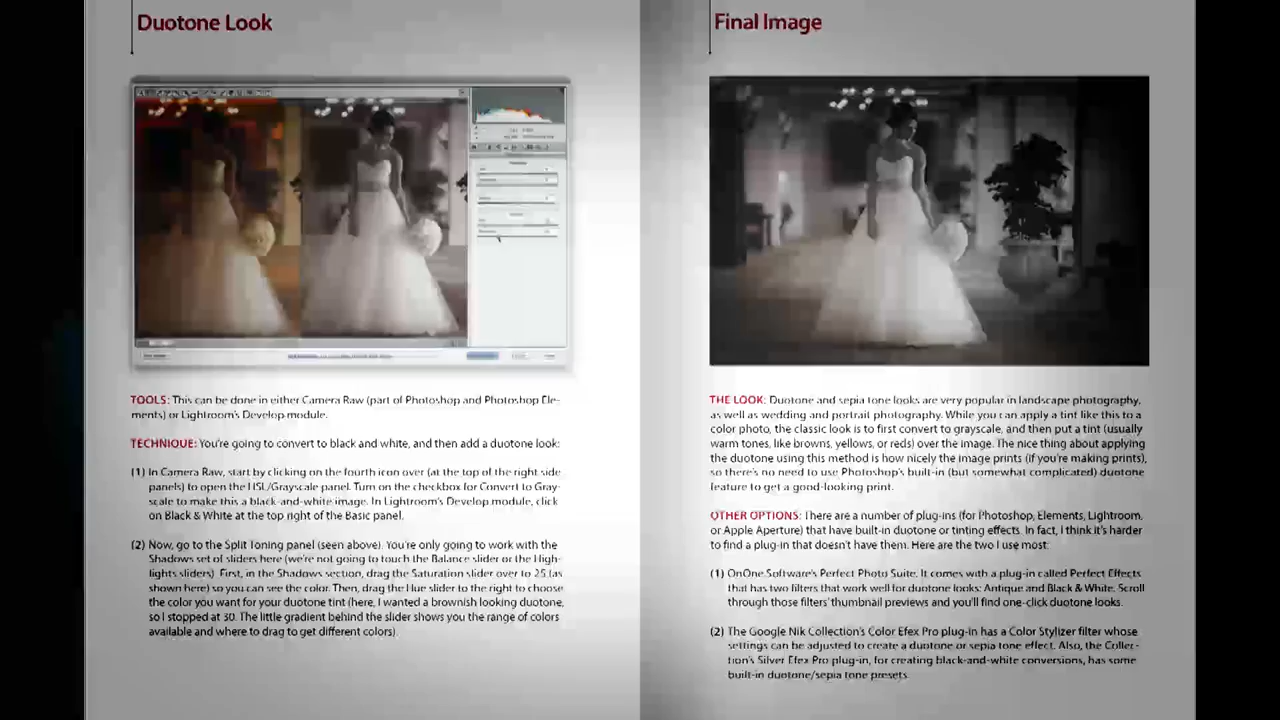 Duotone Look
TOOLS: This can be done in either Camera Raw (part of Photoshop and Photoshop Ele-
ments) or Lightroom's Develop module.
TECHNIQUE: You're going to convert to black and white, and then add a duotone look:
(1) In Camera Raw, start by clicking on the fourth icon over (at the top of the right side
panels) to open the HSL/Grayscale panel. Turn on the checkbox for Convert to Gray-
scale to make this a black-and-white image. In Lightroom's Develop module, click
on Black & White at the top right of the Basic panel.
(2) Now, go to the Split Toning panel (seen above). You're only going to work with the
Shadows set of sliders here (we're not going to touch the Balance slider or the High-
lights sliders). First, in the Shadows section, drag the Saturation slider over to 25 (as
shown here) so you can see the color. Then, drag the Hue slider to the right to choose
the color you want for your duotone tint (here, I wanted a brownish looking duotone,
so I stopped at 30. The little gradient behind the slider shows you the range of colors
available and where to drag to get different colors).
Final Image
THE LOOK: Duotone and sepia tone looks are very popular in landscape photography,
as well as wedding and portrait photography. While you can apply a tint like this to a
color photo, the classic look is to first convert to grayscale, and then put a tint (usually
warm tones, like browns, yellows, or reds) over the image. The nice thing about applying
the duotone using this method is how nicely the image prints (if you're making prints),
so there's no need to use Photoshop's built-in (but somewhat complicated) duotone
feature to get a good-looking print.
OTHER OPTIONS: There are a number of plug-ins (for Photoshop, Elements, Lightroom,
or Apple Aperture) that have built-in duotone or tinting effects. In fact, I think it's harder
to find a plug-in that doesn't have them. Here are the two I use most:
(1) OnOne Software's Perfect Photo Suite. It comes with a plug-in called Perfect Effects
that has two filters that work well for duotone looks: Antique and Black & White. Scroll
through those filters' thumbnail previews and you'll find one-click duotone looks.
(2) The Google Nik Collection's Color Efex Pro plug-in has a Color Stylizer filter whose
settings can be adjusted to create a duotone or sepia tone effect. Also, the Collec-
tion's Silver Efex Pro plug-in, for creating black-and-white conversions, has some
built-in duotone/sepia tone presets.